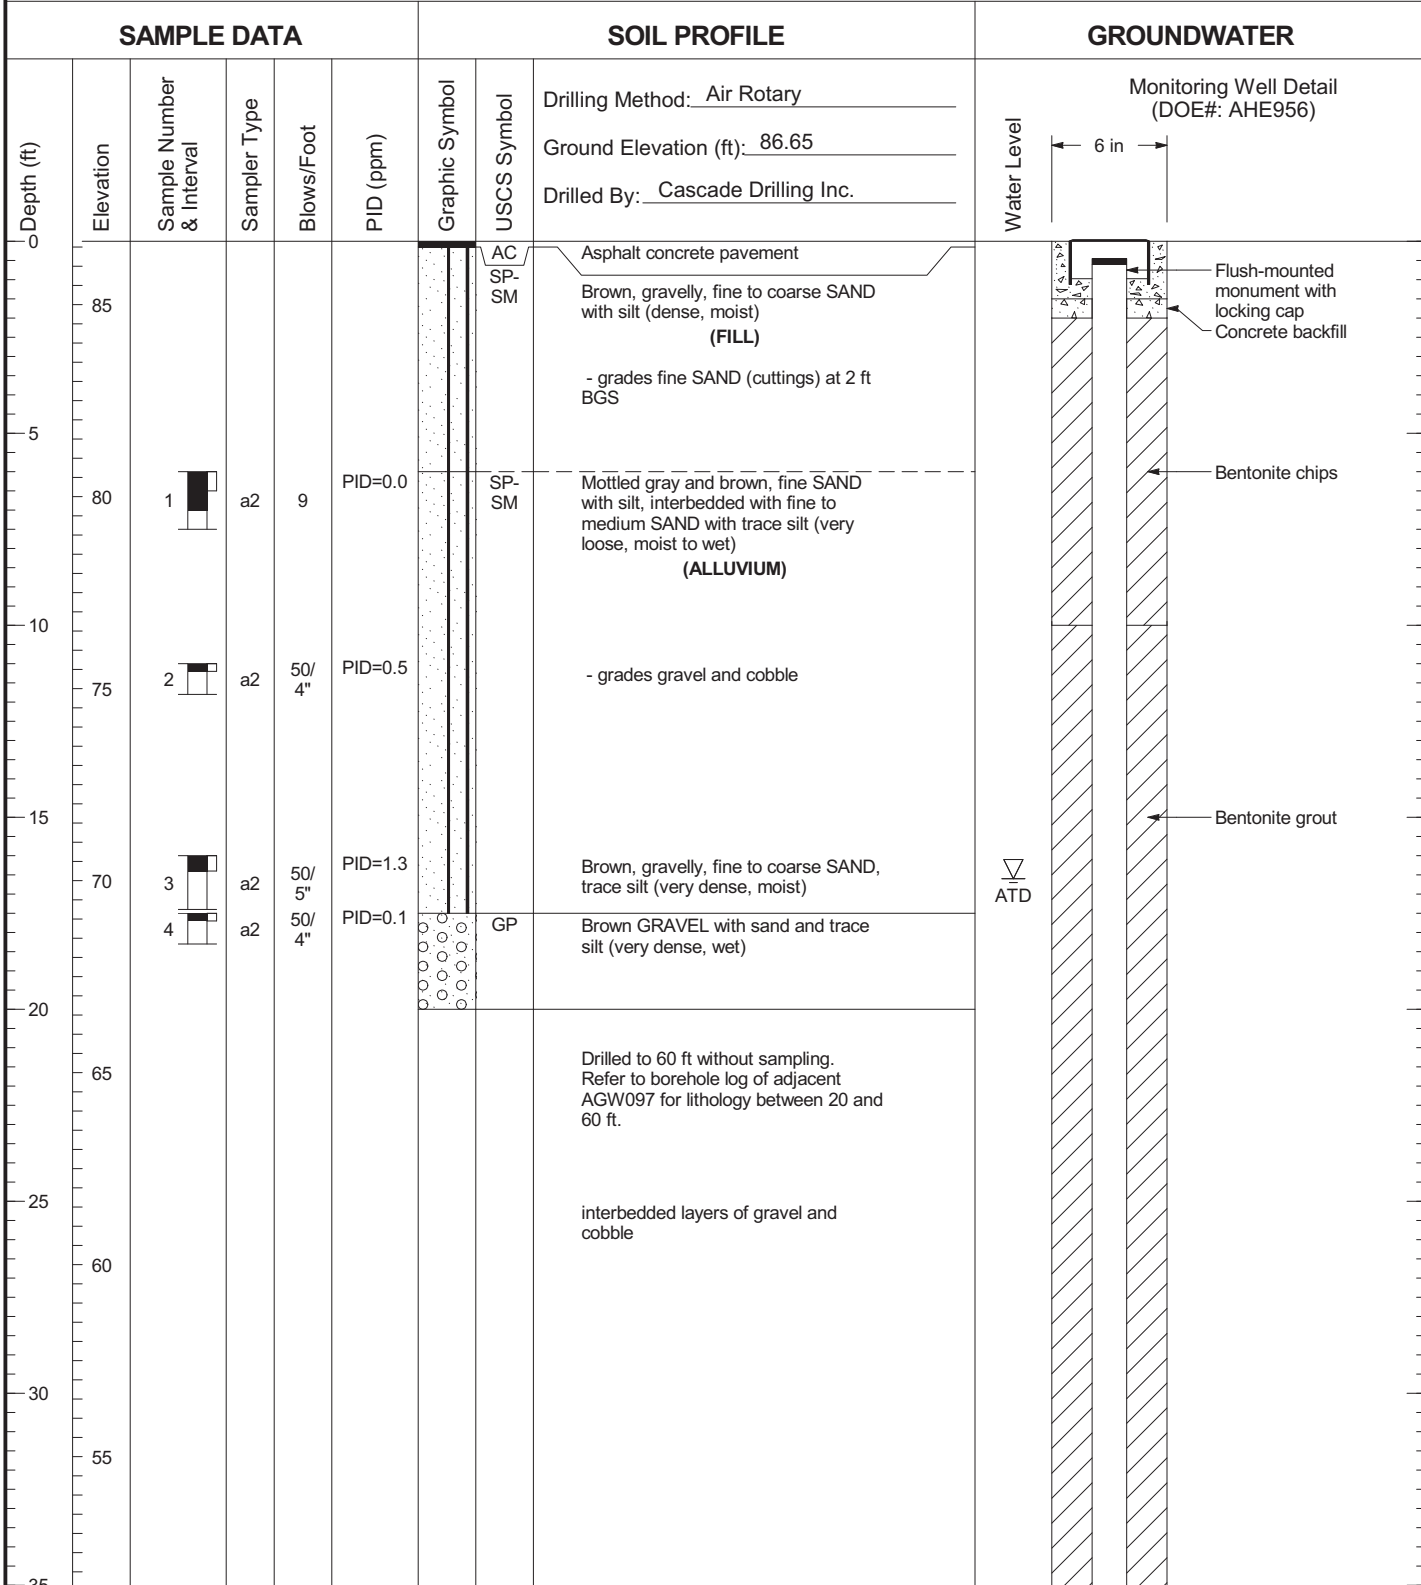 SAMPLE DATA
SOIL PROFILE
GROUNDWATER
Depth (ft)
Elevation
Sample Number
& Interval
Sampler Type
Blows/Foot
PID (ppm)
Graphic Symbol
USCS Symbol
Drilling Method: Air Rotary
Ground Elevation (ft): 86.65
Drilled By: Cascade Drilling Inc.
Water Level
Monitoring Well Detail
(DOE#: AHE956)
6 in
0
AC
Asphalt concrete pavement
SP-
SM
Brown, gravelly, fine to coarse SAND
with silt (dense, moist)
(FILL)
- grades fine SAND (cuttings) at 2 ft
BGS
Flush-mounted
monument with
locking cap
Concrete backfill
85
5
80
1
a2
9
PID=0.0
SP-
SM
Mottled gray and brown, fine SAND
with silt, interbedded with fine to
medium SAND with trace silt (very
loose, moist to wet)
(ALLUVIUM)
Bentonite chips
10
75
2
a2
50/
4"
PID=0.5
- grades gravel and cobble
15
Bentonite grout
70
3
a2
50/
5"
PID=1.3
Brown, gravelly, fine to coarse SAND,
trace silt (very dense, moist)
ATD
4
a2
50/
4"
PID=0.1
GP
Brown GRAVEL with sand and trace
silt (very dense, wet)
20
65
Drilled to 60 ft without sampling.
Refer to borehole log of adjacent
AGW097 for lithology between 20 and
60 ft.
25
interbedded layers of gravel and
cobble
60
30
55
35